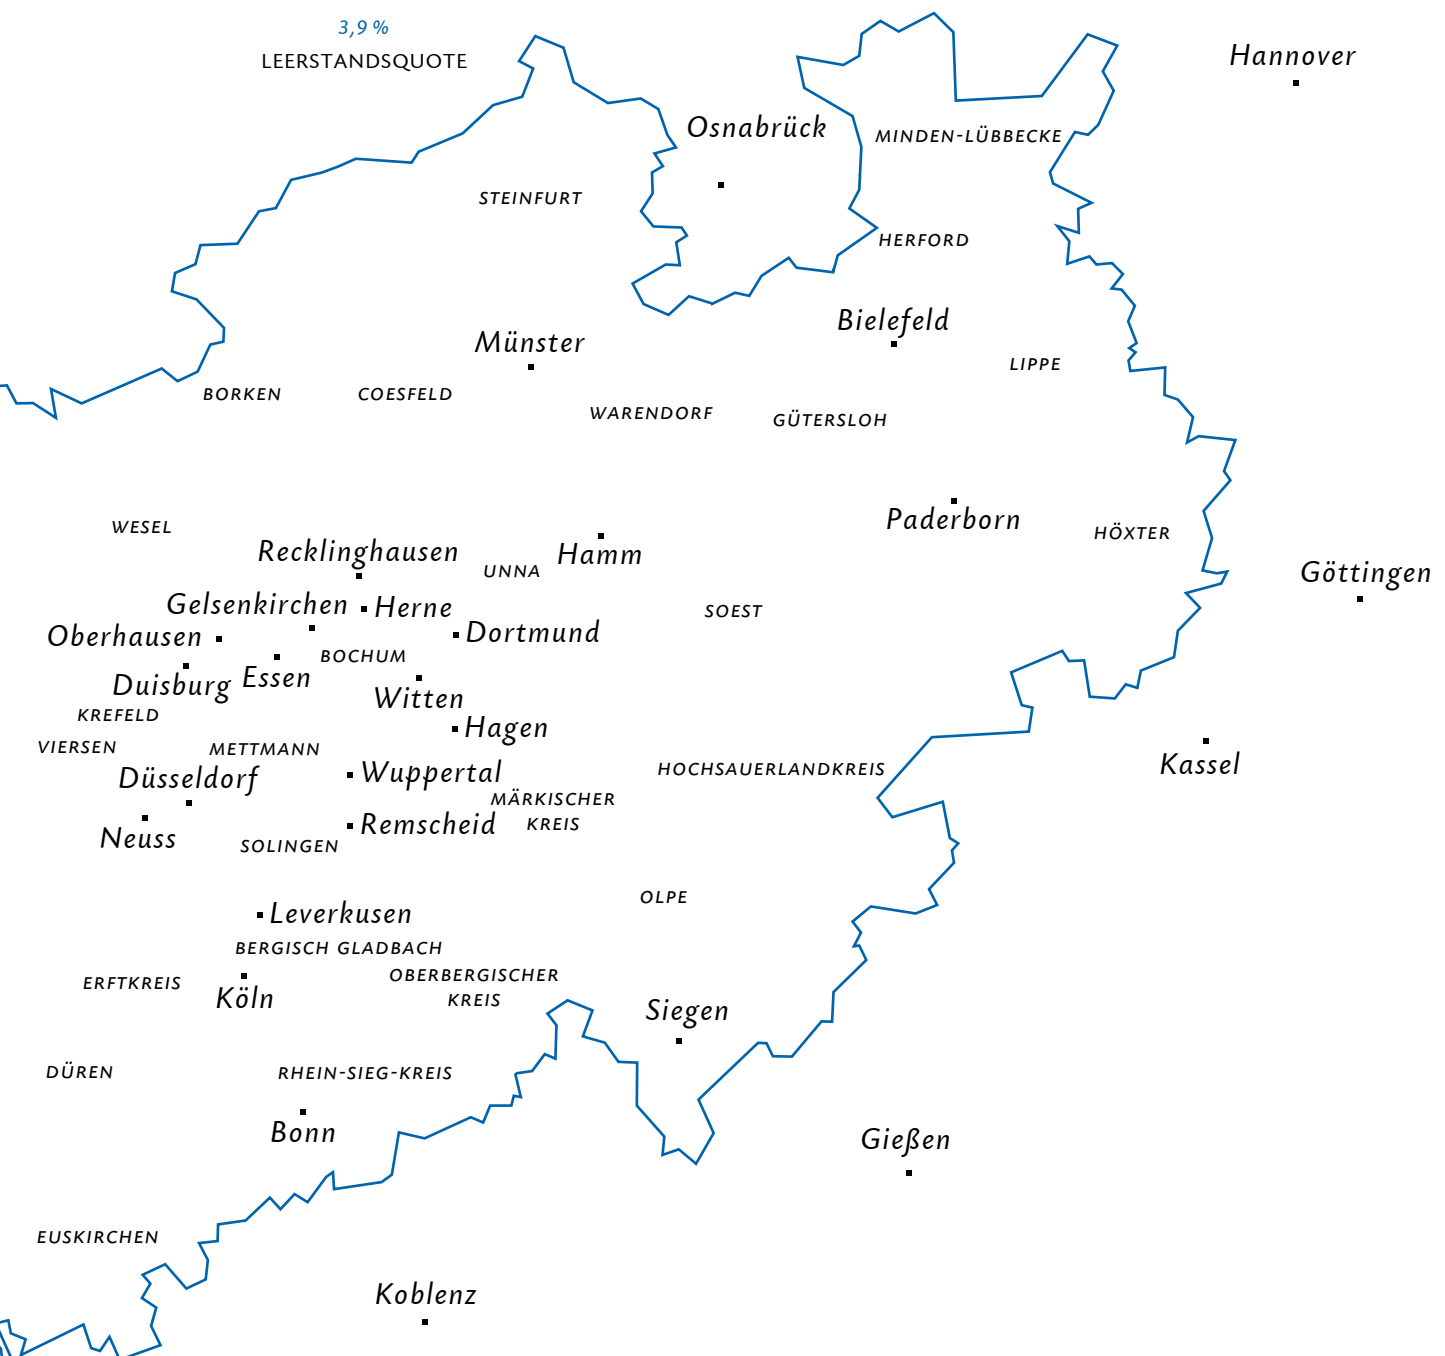 3,9 %
LEERSTANDSQUOTE
Hannover
Osnabrück
MINDEN-LÜBBECKE
STEINFURT
HERFORD
Bielefeld
Münster
LIPPE
BORKEN
COESFELD
WARENDORF
GÜTERSLOH
Paderborn
WESEL
HÖXTER
Recklinghausen
Hamm
UNNA
Göttingen
Gelsenkirchen
Herne
SOEST
Oberhausen
Dortmund
BOCHUM
Essen
Duisburg
Witten
KREFELD
Hagen
VIERSEN
METTMANN
Kassel
HOCHSAUERLANDKREIS
Düsseldorf
Wuppertal
MÄRKISCHER
KREIS
Remscheid
Neuss
SOLINGEN
OLPE
Leverkusen
BERGISCH GLADBACH
OBERBERGISCHER
KREIS
ERFTKREIS
Köln
Siegen
DÜREN
RHEIN-SIEG-KREIS
Bonn
Gießen
EUSKIRCHEN
Koblenz